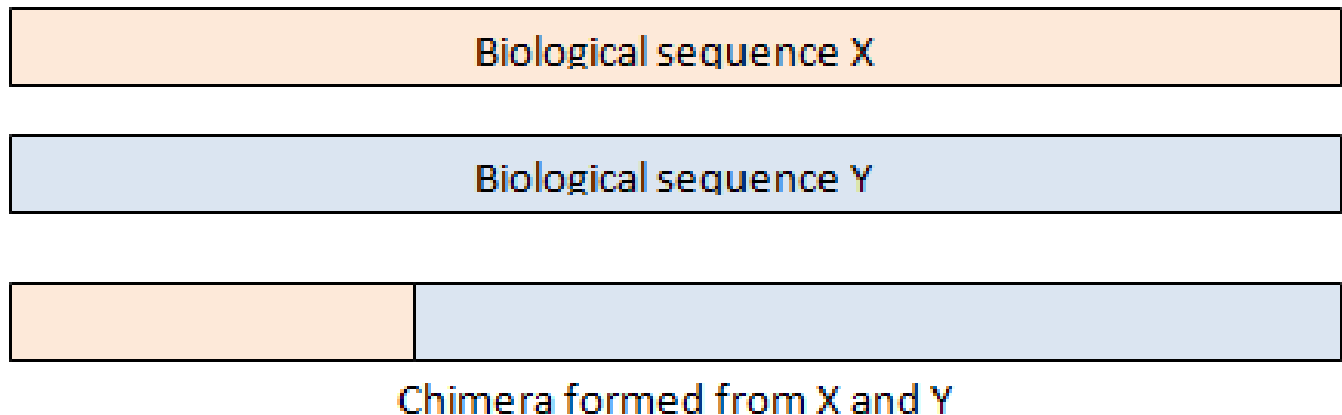 Biological sequence X
Biological sequence Y
Chimera formed from X and Y